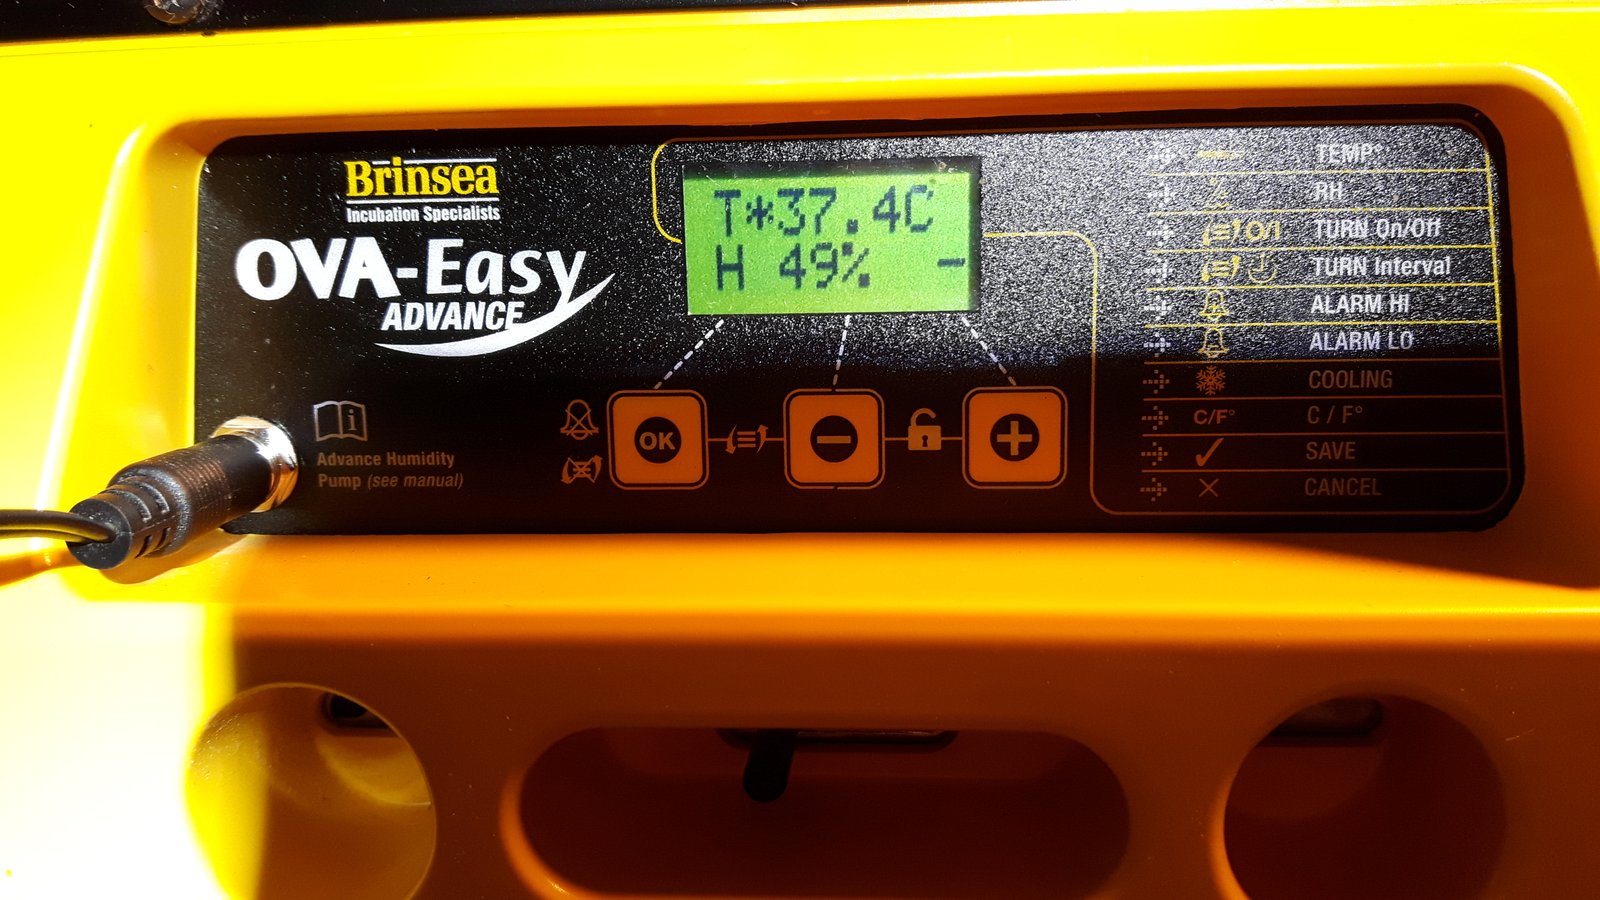 Brinsea
Incubation Specialists
OVA-Easy
ADVANCE
T*37.4C
H 49% -
Advance Humidity
Pump (see manual)
i
OK
TEMP°
RH
O/I TURN On/Off
TURN Interval
ALARM HI
ALARM LO
COOLING
C/F° C / F°
SAVE
CANCEL